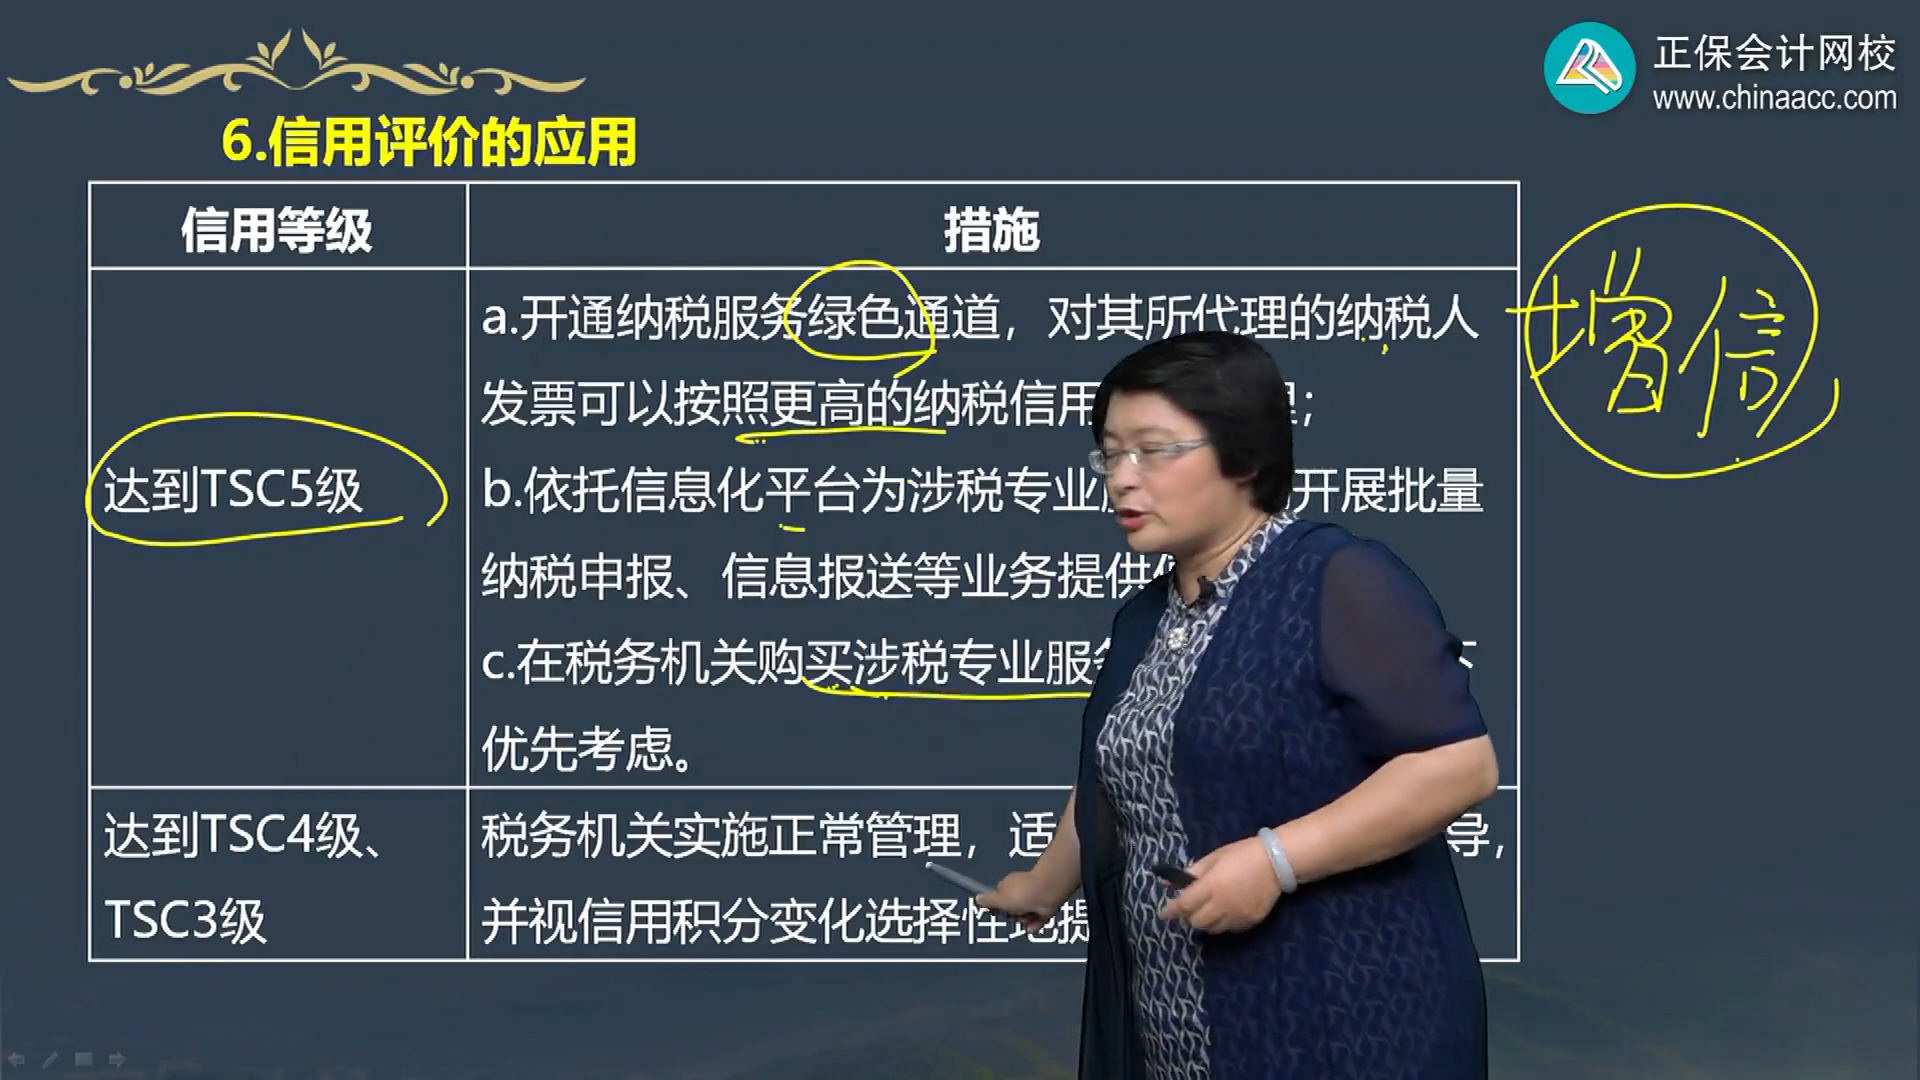 正保会计网校
www.chinaacc.com
6.信用评价的应用
信用等级
措施
达到TSC5级
a.开通纳税服务绿色通道，对其所代理的纳税人
发票可以按照更高的纳税信用
b.依托信息化平台为涉税专业 开展批量
纳税申报、信息报送等业务提供
c.在税务机关购买涉税专业服
优先考虑。
增信
达到TSC4级、
TSC3级
税务机关实施正常管理，适 导，
并视信用积分变化选择性地提